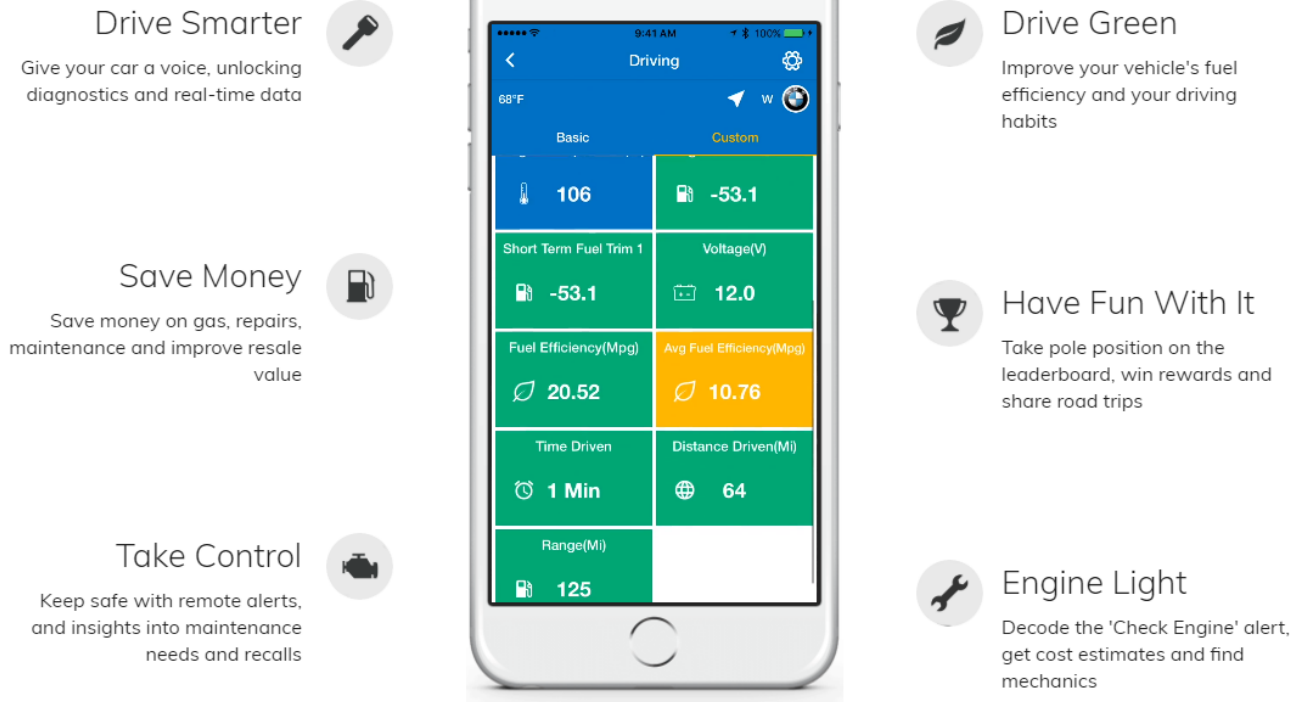 Drive Smarter
Give your car a voice, unlocking
diagnostics and real-time data
Save Money
Save money on gas, repairs,
maintenance and improve resale
value
Take Control
Keep safe with remote alerts,
and insights into maintenance
needs and recalls
9:41 AM 100%
Driving
68°F W
Basic Custom
106 -53.1
Short Term Fuel Trim 1 Voltage(V)
-53.1 12.0
Fuel Efficiency(Mpg) Avg Fuel Efficiency(Mpg)
20.52 10.76
Time Driven Distance Driven(Mi)
1 Min 64
Range(Mi)
125
Drive Green
Improve your vehicle's fuel
efficiency and your driving
habits
Have Fun With It
Take pole position on the
leaderboard, win rewards and
share road trips
Engine Light
Decode the 'Check Engine' alert,
get cost estimates and find
mechanics